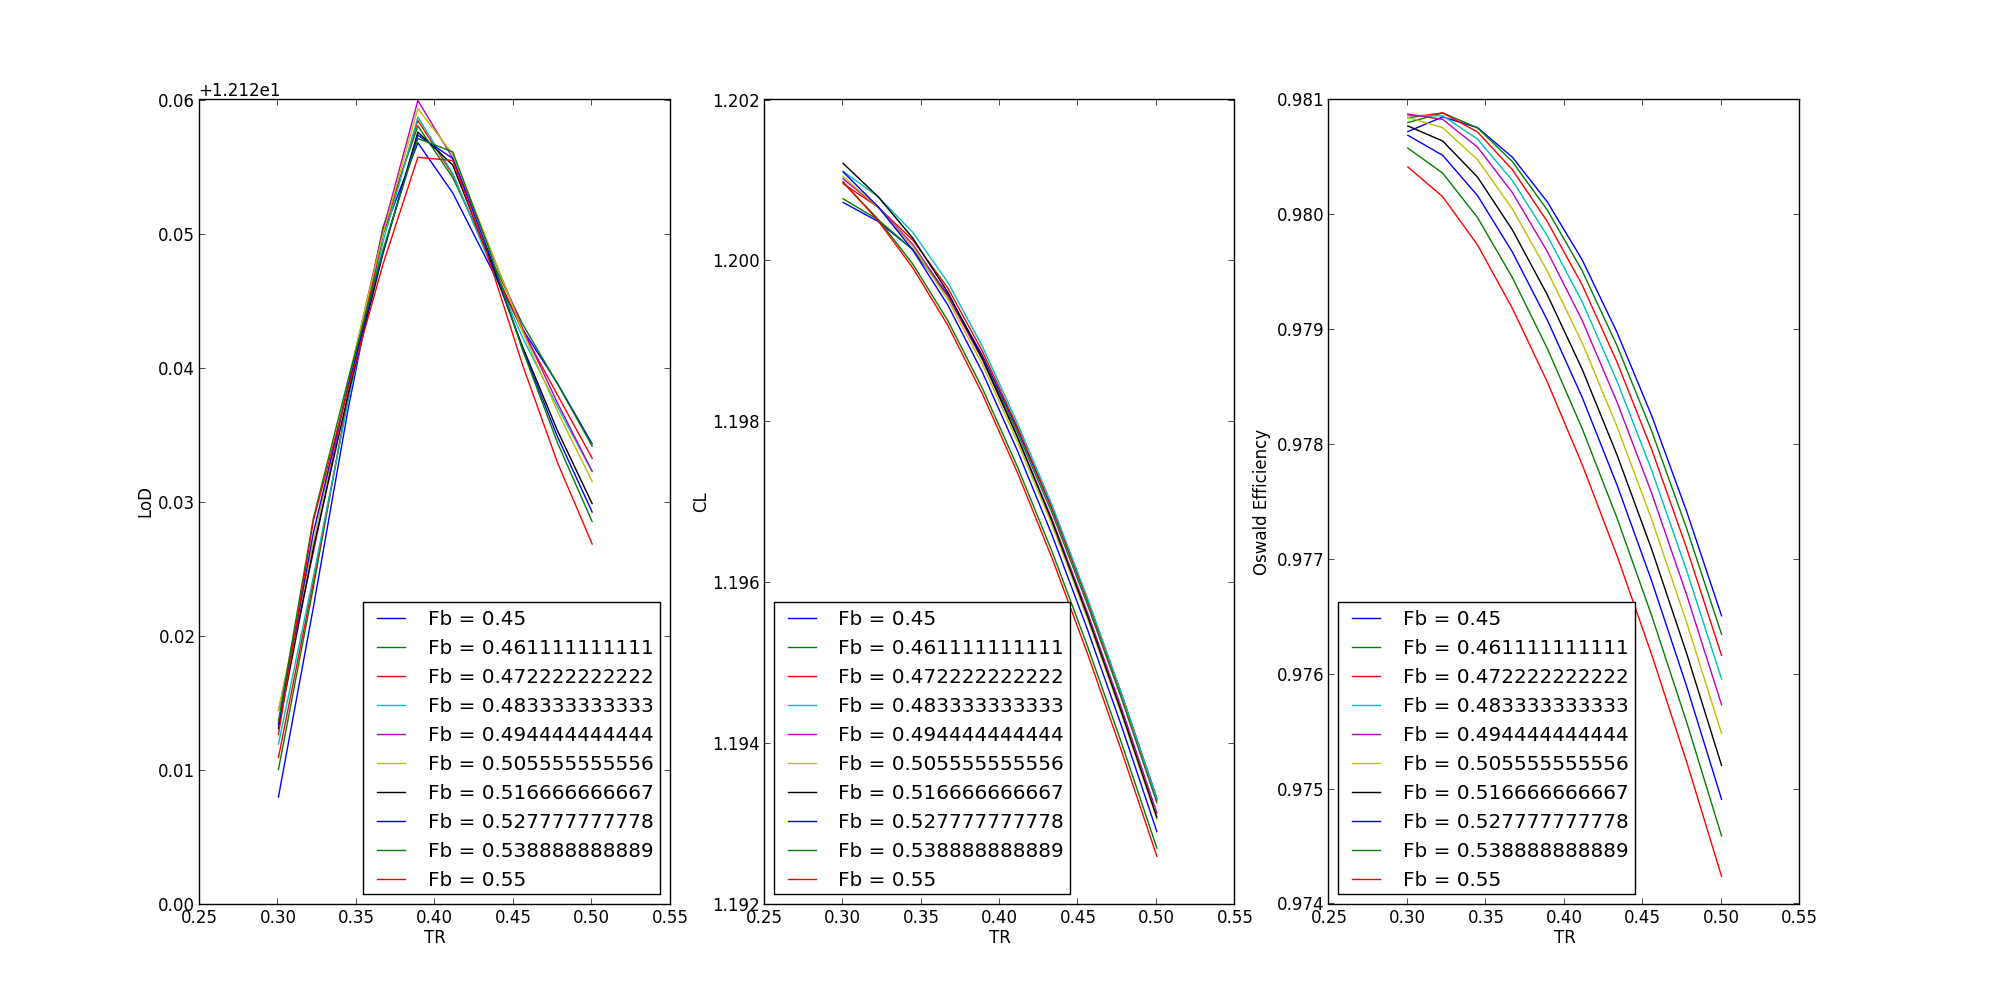 +1.212e1
0.06
0.05
0.04
0.03
0.02
0.01
0.00
LoD
0.25 0.30 0.35 0.40 0.45 0.50 0.55
TR
Fb = 0.45
Fb = 0.461111111111
Fb = 0.472222222222
Fb = 0.483333333333
Fb = 0.494444444444
Fb = 0.505555555556
Fb = 0.516666666667
Fb = 0.527777777778
Fb = 0.538888888889
Fb = 0.55
1.202
1.200
1.198
1.196
1.194
1.192
CL
0.25 0.30 0.35 0.40 0.45 0.50 0.55
TR
Fb = 0.45
Fb = 0.461111111111
Fb = 0.472222222222
Fb = 0.483333333333
Fb = 0.494444444444
Fb = 0.505555555556
Fb = 0.516666666667
Fb = 0.527777777778
Fb = 0.538888888889
Fb = 0.55
0.981
0.980
0.979
0.978
0.977
0.976
0.975
0.974
Oswald Efficiency
0.25 0.30 0.35 0.40 0.45 0.50 0.55
TR
Fb = 0.45
Fb = 0.461111111111
Fb = 0.472222222222
Fb = 0.483333333333
Fb = 0.494444444444
Fb = 0.505555555556
Fb = 0.516666666667
Fb = 0.527777777778
Fb = 0.538888888889
Fb = 0.55